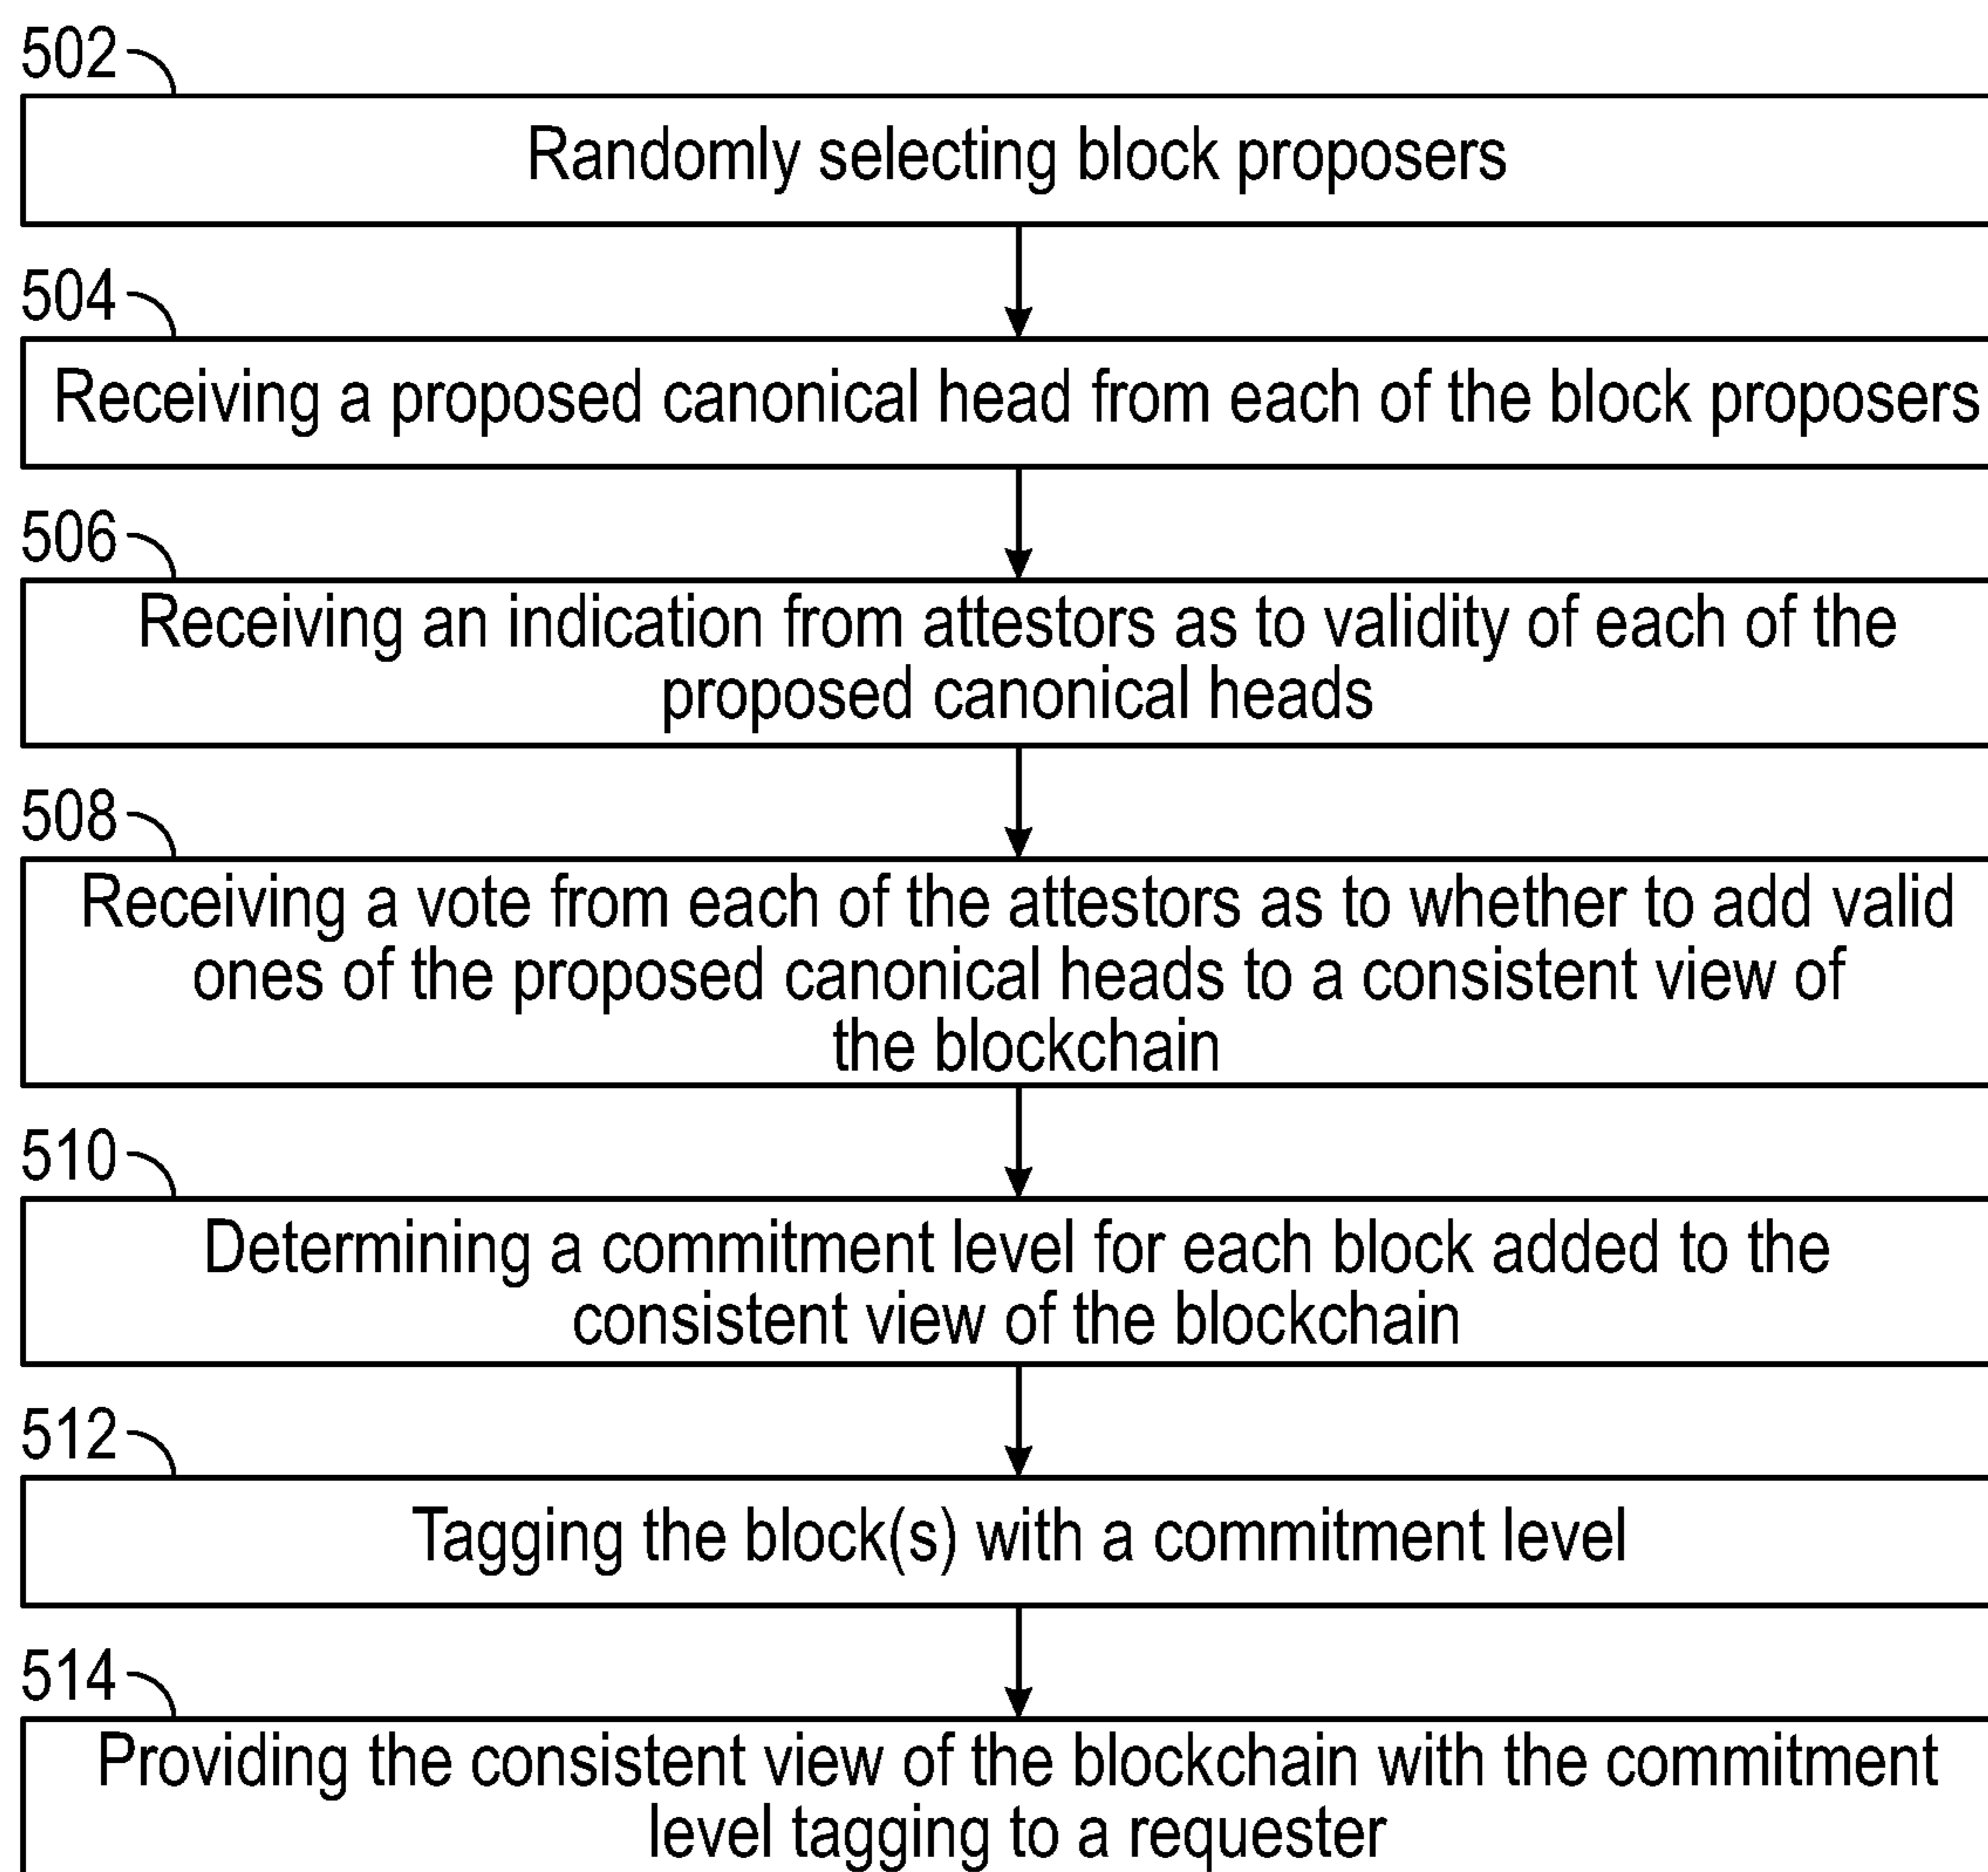 502
Randomly selecting block proposers
504
Receiving a proposed canonical head from each of the block proposers
506
Receiving an indication from attestors as to validity of each of the
proposed canonical heads
508
Receiving a vote from each of the attestors as to whether to add valid
ones of the proposed canonical heads to a consistent view of
the blockchain
510
Determining a commitment level for each block added to the
consistent view of the blockchain
512
Tagging the block(s) with a commitment level
514
Providing the consistent view of the blockchain with the commitment
level tagging to a requester